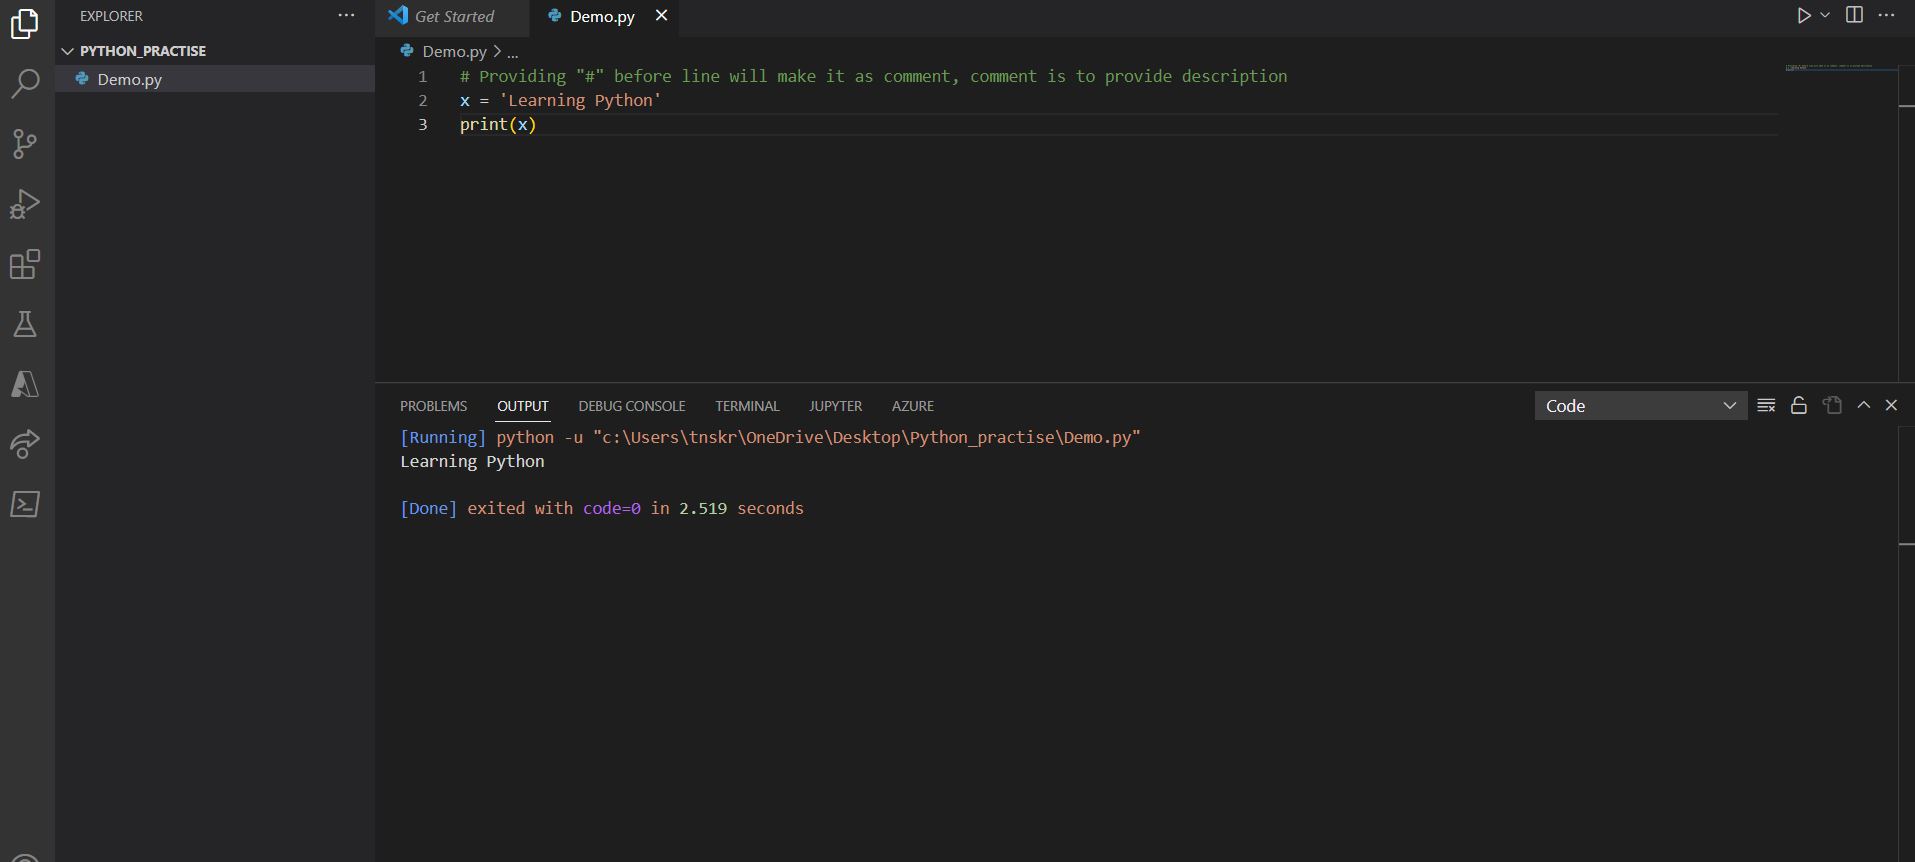 EXPLORER
PYTHON_PRACTISE
Demo.py
Get Started
Demo.py
Demo.py > ...
1 # Providing "#" before line will make it as comment, comment is to provide description
2 x = 'Learning Python'
3 print(x)
PROBLEMS OUTPUT DEBUG CONSOLE TERMINAL JUPYTER AZURE
Code
[Running] python -u "c:\Users\tnskr\OneDrive\Desktop\Python_practise\Demo.py"
Learning Python
[Done] exited with code=0 in 2.519 seconds